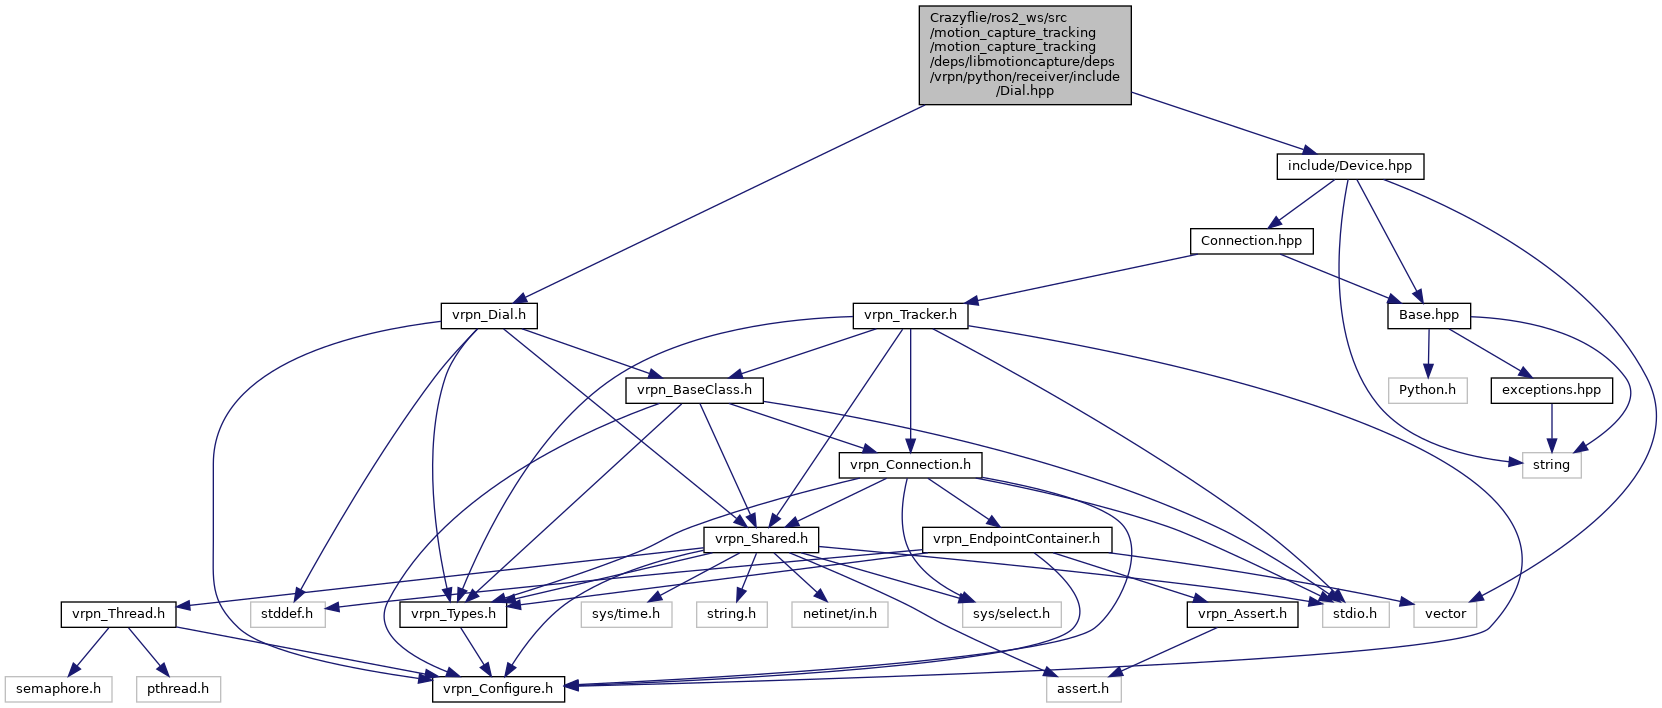 Crazyflie/ros2_ws/src
/motion_capture_tracking
/motion_capture_tracking
/deps/libmotioncapture/deps
/vrpn/python/receiver/include
/Dial.hpp
include/Device.hpp
Connection.hpp
vrpn_Dial.h
vrpn_Tracker.h
Base.hpp
vrpn_BaseClass.h
Python.h
exceptions.hpp
vrpn_Connection.h
string
vrpn_Shared.h
vrpn_EndpointContainer.h
vrpn_Thread.h
stddef.h
vrpn_Types.h
sys/time.h
string.h
netinet/in.h
sys/select.h
vrpn_Assert.h
stdio.h
vector
semaphore.h
pthread.h
vrpn_Configure.h
assert.h